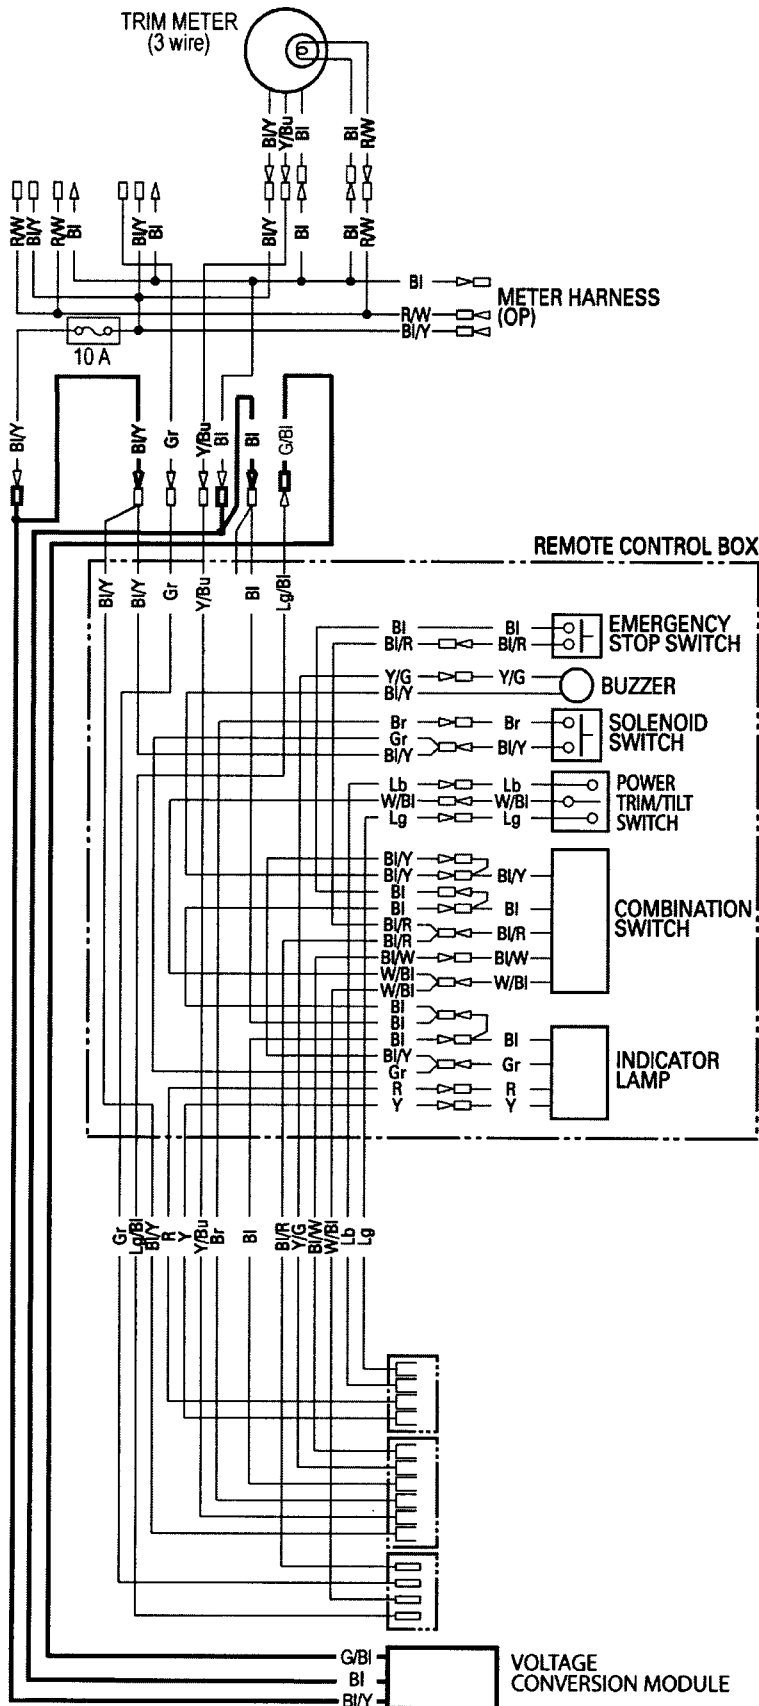 TRIM METER
(3 wire)
Bl/Y Y/Bu Bl Bl R/W
R/W Bl/Y R/W Bl Bl/Y Bl Bl/Y Bl Bl R/W
Bl
METER HARNESS
(OP)
R/W
Bl/Y
10 A
Bl/Y Bl/Y Gr Y/Bu Bl Bl G/Bl
REMOTE CONTROL BOX
Bl/Y Bl/Y Gr Y/Bu Bl Lg/Bl
Bl Bl EMERGENCY
Bl/R Bl/R STOP SWITCH
Y/G Y/G
Bl/Y BUZZER
Br Br SOLENOID
Gr
Bl/Y Bl/Y SWITCH
Lb Lb POWER
W/Bl W/Bl TRIM/TILT
Lg Lg SWITCH
Bl/Y
Bl/Y Bl/Y
Bl
Bl Bl COMBINATION
Bl/R
Bl/R Bl/R SWITCH
Bl/W Bl/W
W/Bl
W/Bl W/Bl
Bl
Bl
Bl Bl
Bl/Y
Gr Gr INDICATOR
LAMP
R R
Y Y
Gr Lg/Bl Bl/Y R Y Y/Bu Br Bl Bl/R Y/G Bl/W W/Bl Lb Lg
G/Bl VOLTAGE
Bl CONVERSION MODULE
Bl/Y